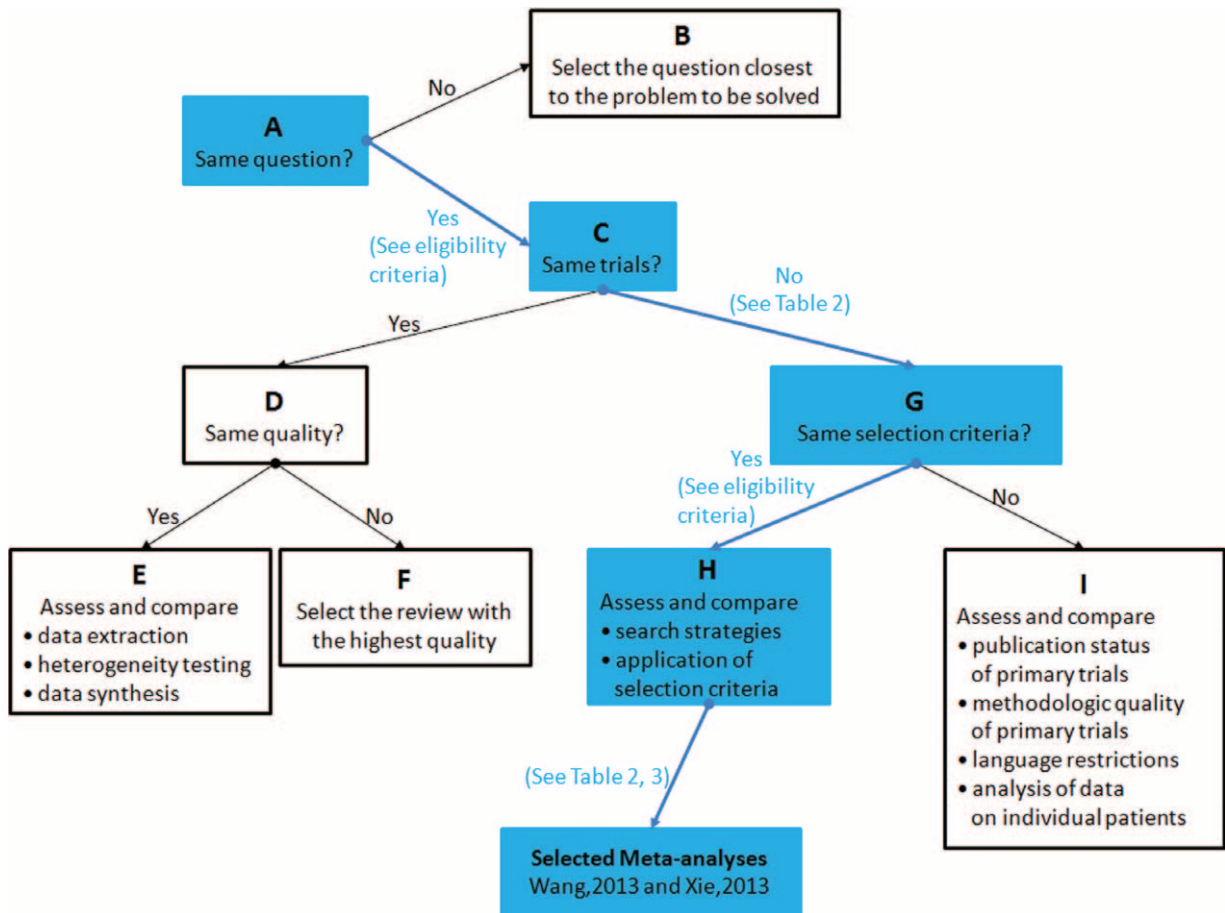 B
Select the question closest
to the problem to be solved
No
A
Same question?
Yes
(See eligibility
criteria)
C
Same trials?
No
(See Table 2)
Yes
D
Same quality?
G
Same selection criteria?
Yes
(See eligibility
criteria)
No
Yes
No
E
Assess and compare
• data extraction
• heterogeneity testing
• data synthesis
F
Select the review with
the highest quality
H
Assess and compare
• search strategies
• application of
selection criteria
I
Assess and compare
• publication status
of primary trials
• methodologic quality
of primary trials
• language restrictions
• analysis of data
on individual patients
(See Table 2, 3)
Selected Meta-analyses
Wang,2013 and Xie,2013